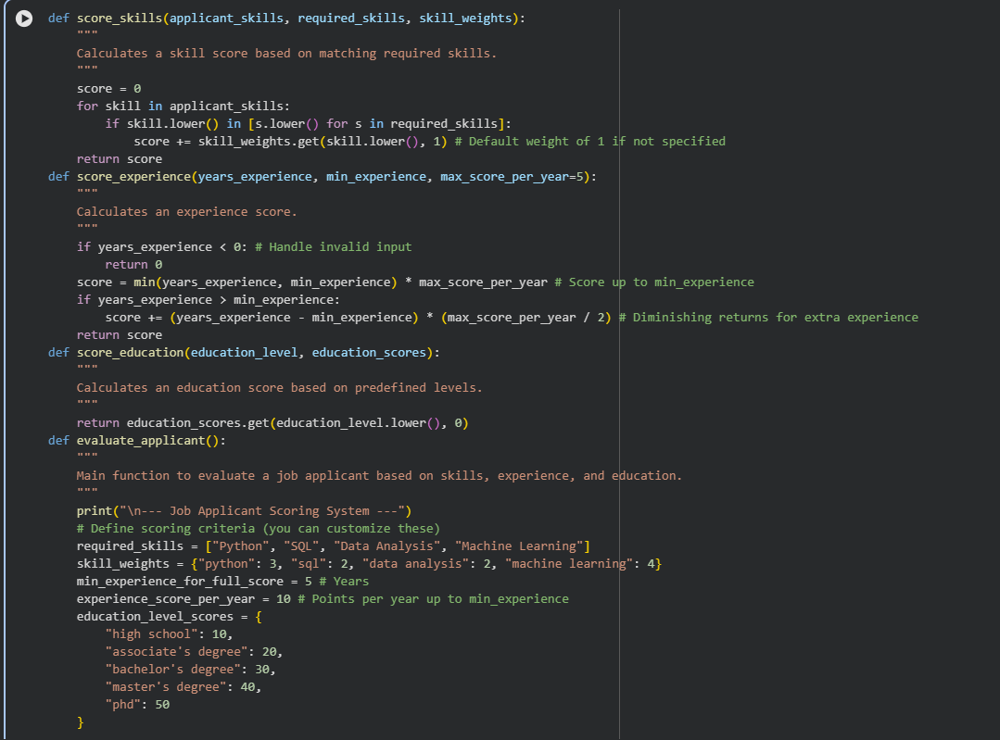 def score_skills(applicant_skills, required_skills, skill_weights):
    """
    Calculates a skill score based on matching required skills.
    """
    score = 0
    for skill in applicant_skills:
        if skill.lower() in [s.lower() for s in required_skills]:
            score += skill_weights.get(skill.lower(), 1) # Default weight of 1 if not specified
    return score
def score_experience(years_experience, min_experience, max_score_per_year=5):
    """
    Calculates an experience score.
    """
    if years_experience < 0: # Handle invalid input
        return 0
    score = min(years_experience, min_experience) * max_score_per_year # Score up to min_experience
    if years_experience > min_experience:
        score += (years_experience - min_experience) * (max_score_per_year / 2) # Diminishing returns for extra experience
    return score
def score_education(education_level, education_scores):
    """
    Calculates an education score based on predefined levels.
    """
    return education_scores.get(education_level.lower(), 0)
def evaluate_applicant():
    """
    Main function to evaluate a job applicant based on skills, experience, and education.
    """
    print("\n--- Job Applicant Scoring System ---")
    # Define scoring criteria (you can customize these)
    required_skills = ["Python", "SQL", "Data Analysis", "Machine Learning"]
    skill_weights = {"python": 3, "sql": 2, "data analysis": 2, "machine learning": 4}
    min_experience_for_full_score = 5 # Years
    experience_score_per_year = 10 # Points per year up to min_experience
    education_level_scores = {
        "high school": 10,
        "associate's degree": 20,
        "bachelor's degree": 30,
        "master's degree": 40,
        "phd": 50
    }